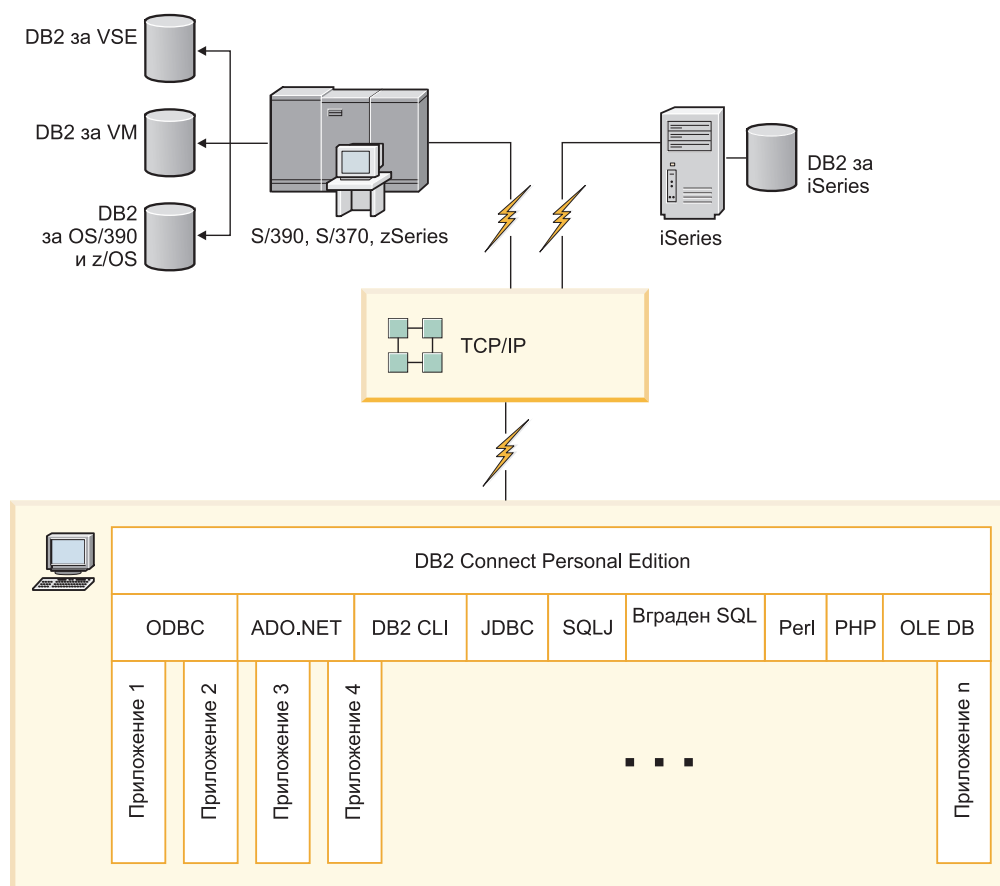 DB2 за VSE
DB2 за VM
DB2
за OS/390
и z/OS
S/390, S/370, zSeries
iSeries
DB2 за
iSeries
TCP/IP
DB2 Connect Personal Edition
ODBC
ADO.NET
DB2 CLI
JDBC
SQLJ
Вграден SQL
Perl
PHP
OLE DB
Приложение 1
Приложение 2
Приложение 3
Приложение 4
Приложение n